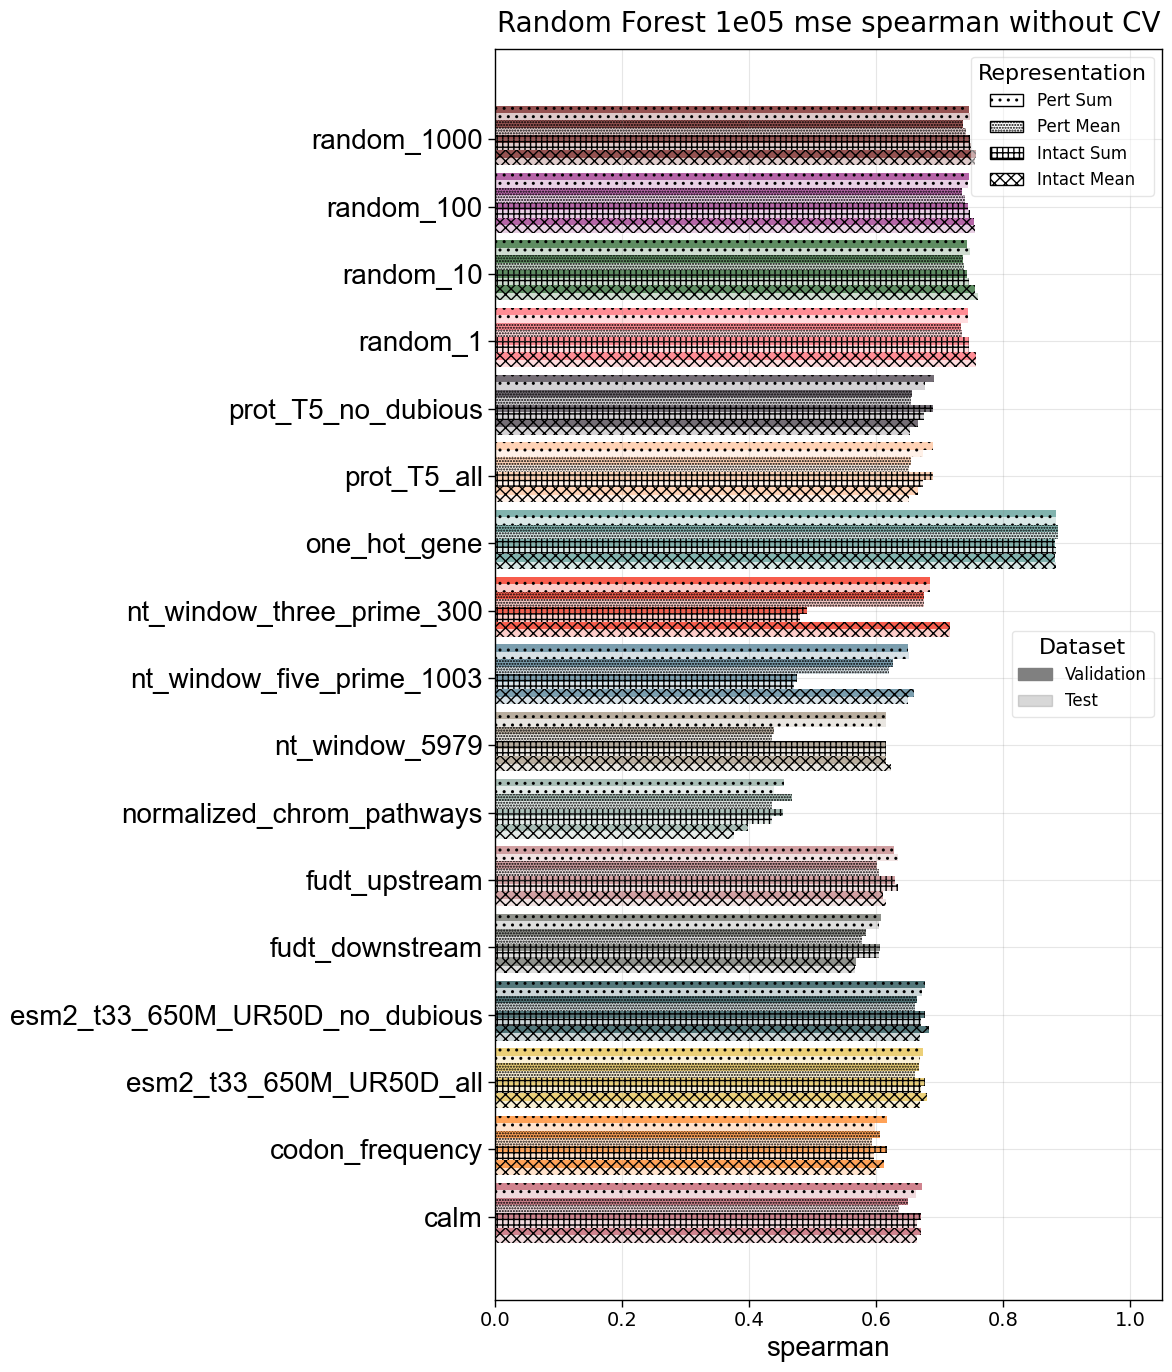 Random Forest 1e05 mse spearman without CV
Representation
Pert Sum
Pert Mean
Intact Sum
Intact Mean
random_1000
random_100
random_10
random_1
prot_T5_no_dubious
prot_T5_all
one_hot_gene
nt_window_three_prime_300
nt_window_five_prime_1003
nt_window_5979
normalized_chrom_pathways
fudt_upstream
fudt_downstream
esm2_t33_650M_UR50D_no_dubious
esm2_t33_650M_UR50D_all
codon_frequency
calm
Dataset
Validation
Test
0.0 0.2 0.4 0.6 0.8 1.0
spearman